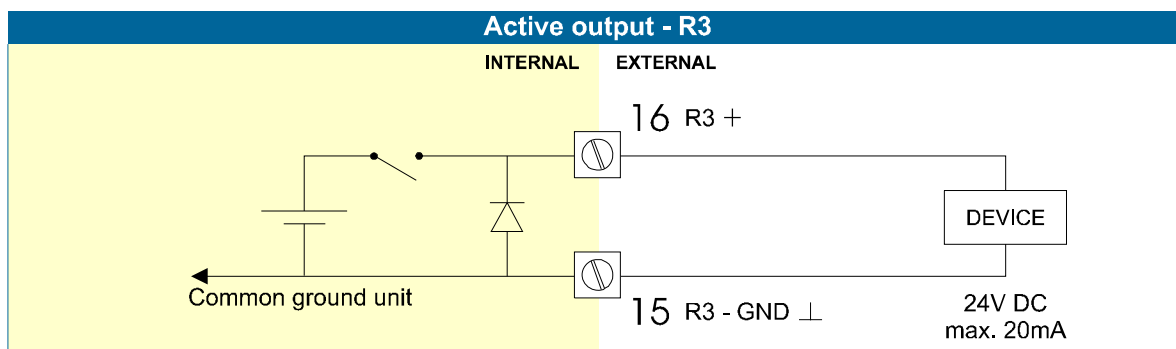 Active output - R3
INTERNAL EXTERNAL
16 R3 +
DEVICE
Common ground unit
15 R3 - GND ⊥
24V DC
max. 20mA